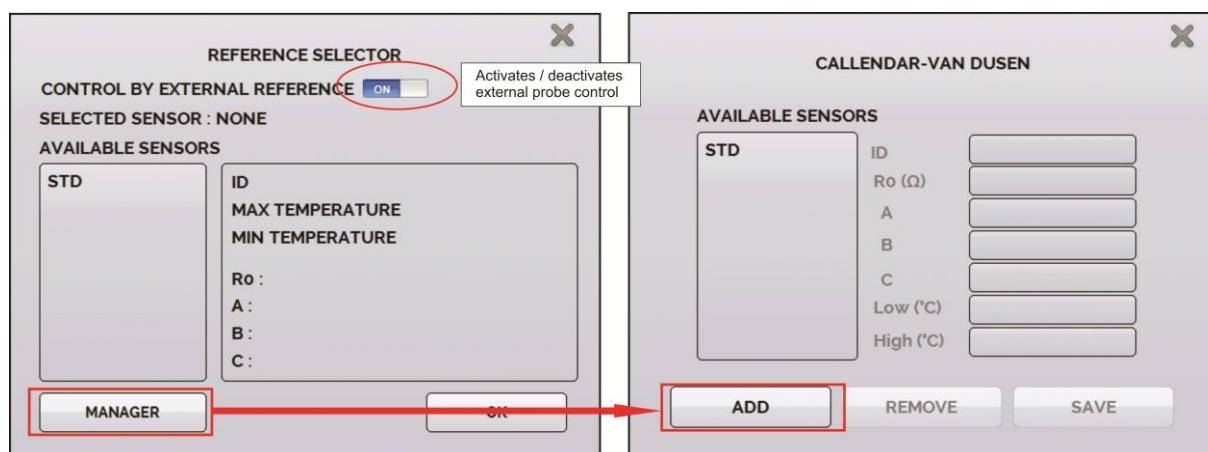 REFERENCE SELECTOR
CONTROL BY EXTERNAL REFERENCE ON
Activates / deactivates
external probe control
SELECTED SENSOR : NONE
AVAILABLE SENSORS
STD
ID
MAX TEMPERATURE
MIN TEMPERATURE
Ro :
A :
B :
C :
MANAGER
OK
CALLENDAR-VAN DUSEN
AVAILABLE SENSORS
STD
ID
Ro (Ω)
A
B
C
Low (°C)
High (°C)
ADD
REMOVE
SAVE